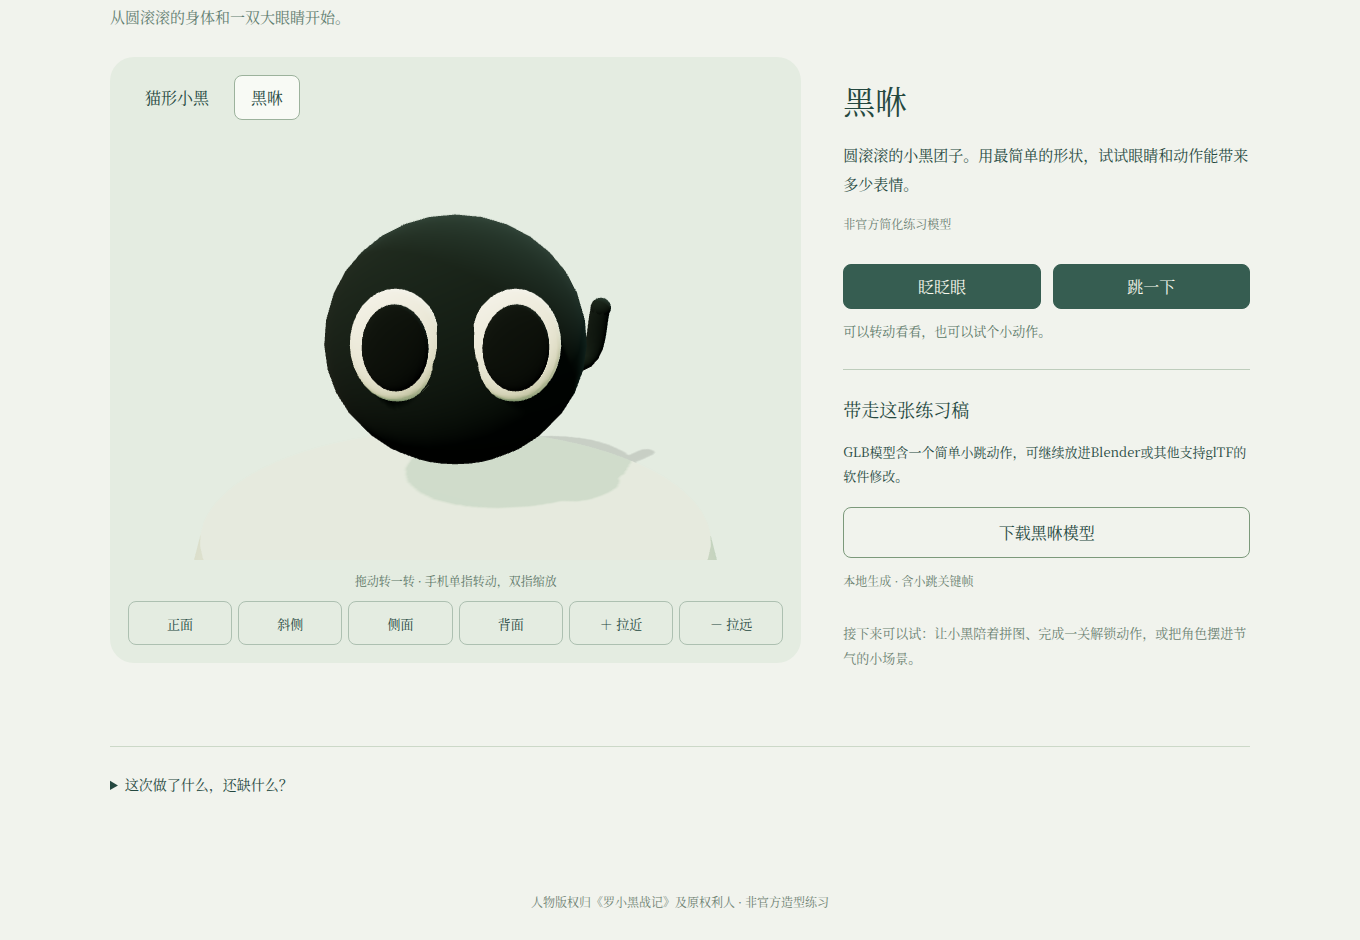 从圆滚滚的身体和一双大眼睛开始。
猫形小黑
黑咻
拖动转一转 · 手机单指转动，双指缩放
正面
斜侧
侧面
背面
＋ 拉近
－ 拉远
黑咻
圆滚滚的小黑团子。用最简单的形状，试试眼睛和动作能带来
多少表情。
非官方简化练习模型
眨眨眼
跳一下
可以转动看看，也可以试个小动作。
带走这张练习稿
GLB模型含一个简单小跳动作，可继续放进Blender或其他支持glTF的
软件修改。
下载黑咻模型
本地生成 · 含小跳关键帧
接下来可以试：让小黑陪着拼图、完成一关解锁动作，或把角色摆进节
气的小场景。
▶ 这次做了什么，还缺什么？
人物版权归《罗小黑战记》及原权利人 · 非官方造型练习